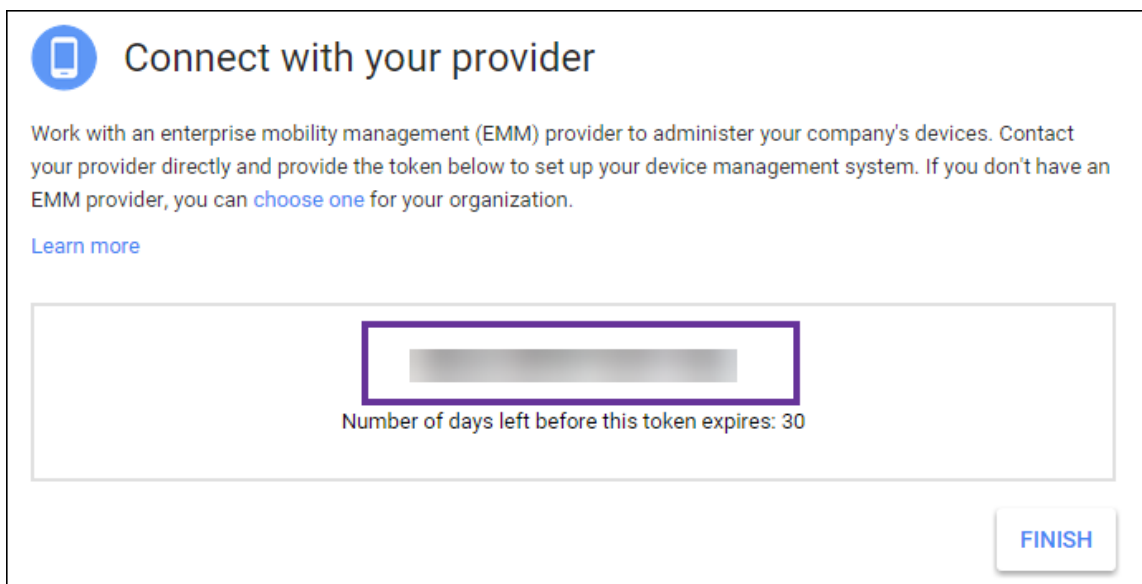 Connect with your provider
Work with an enterprise mobility management (EMM) provider to administer your company's devices. Contact
your provider directly and provide the token below to set up your device management system. If you don't have an
EMM provider, you can choose one for your organization.
Learn more
Number of days left before this token expires: 30
FINISH